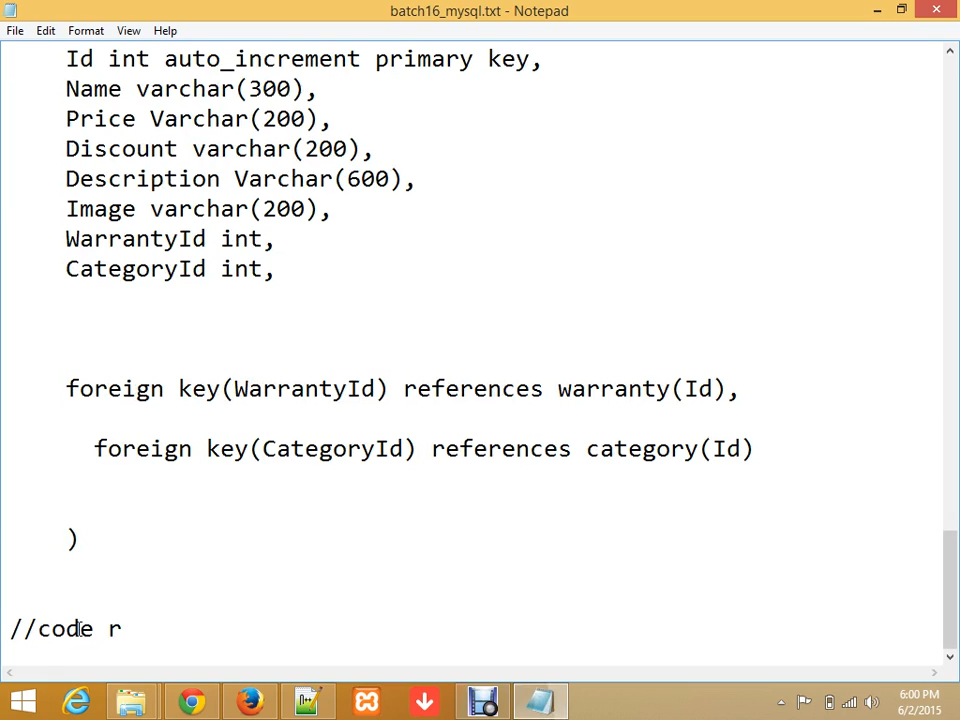 batch16_mysql.txt - Notepad
File Edit Format View Help
Id int auto_increment primary key,
Name varchar(300),
Price Varchar(200),
Discount varchar(200),
Description Varchar(600),
Image varchar(200),
WarrantyId int,
CategoryId int,
foreign key(WarrantyId) references warranty(Id),
foreign key(CategoryId) references category(Id)
)
//code r
6:00 PM
6/2/2015